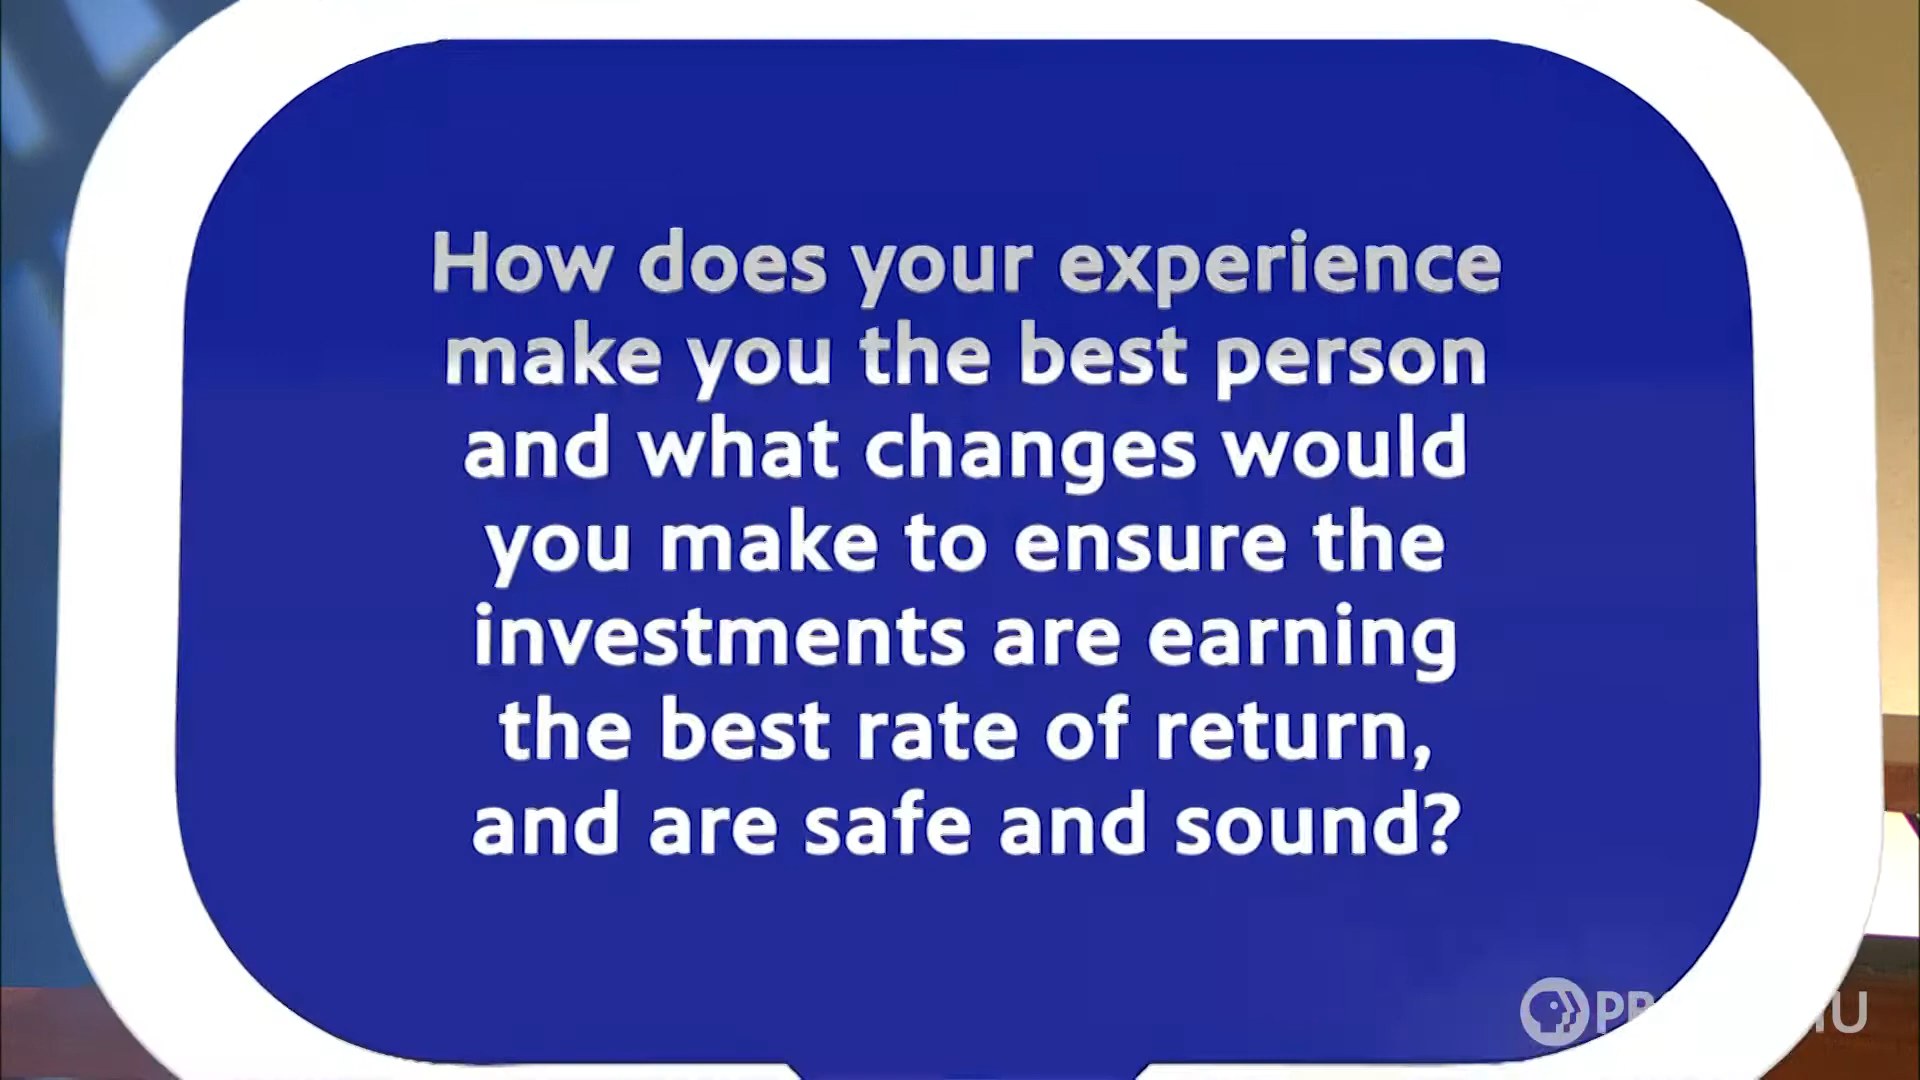 How does your experience
make you the best person
and what changes would
you make to ensure the
investments are earning
the best rate of return,
and are safe and sound?